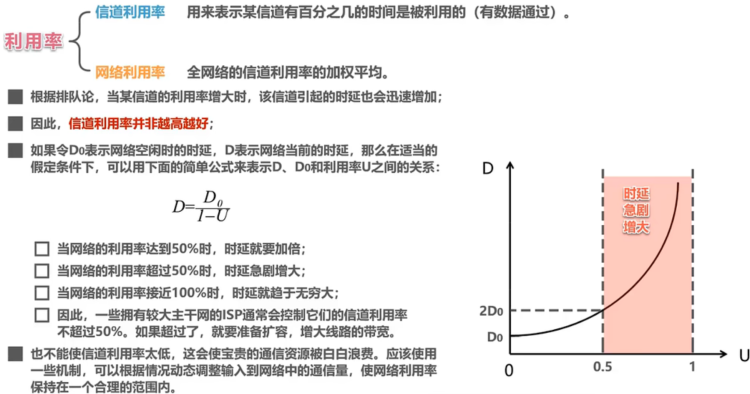 利用率
信道利用率 用来表示某信道有百分之几的时间是被利用的（有数据通过）。
网络利用率 全网络的信道利用率的加权平均。
根据排队论，当某信道的利用率增大时，该信道引起的时延也会迅速增加；
因此，信道利用率并非越高越好；
如果令D0表示网络空闲时的时延，D表示网络当前的时延，那么在适当的
假定条件下，可以用下面的简单公式来表示D、D0和利用率U之间的关系：
D=D0/(1-U)
当网络的利用率达到50%时，时延就要加倍；
当网络的利用率超过50%时，时延急剧增大；
当网络的利用率接近100%时，时延就趋于无穷大；
因此，一些拥有较大主干网的ISP通常会控制它们的信道利用率
不超过50%。如果超过了，就要准备扩容，增大线路的带宽。
也不能使信道利用率太低，这会使宝贵的通信资源被白白浪费。应该使用
一些机制，可以根据情况动态调整输入到网络中的通信量，使网络利用率
保持在一个合理的范围内。
D
时延
急剧
增大
2D0
D0
0
0.5
1
U